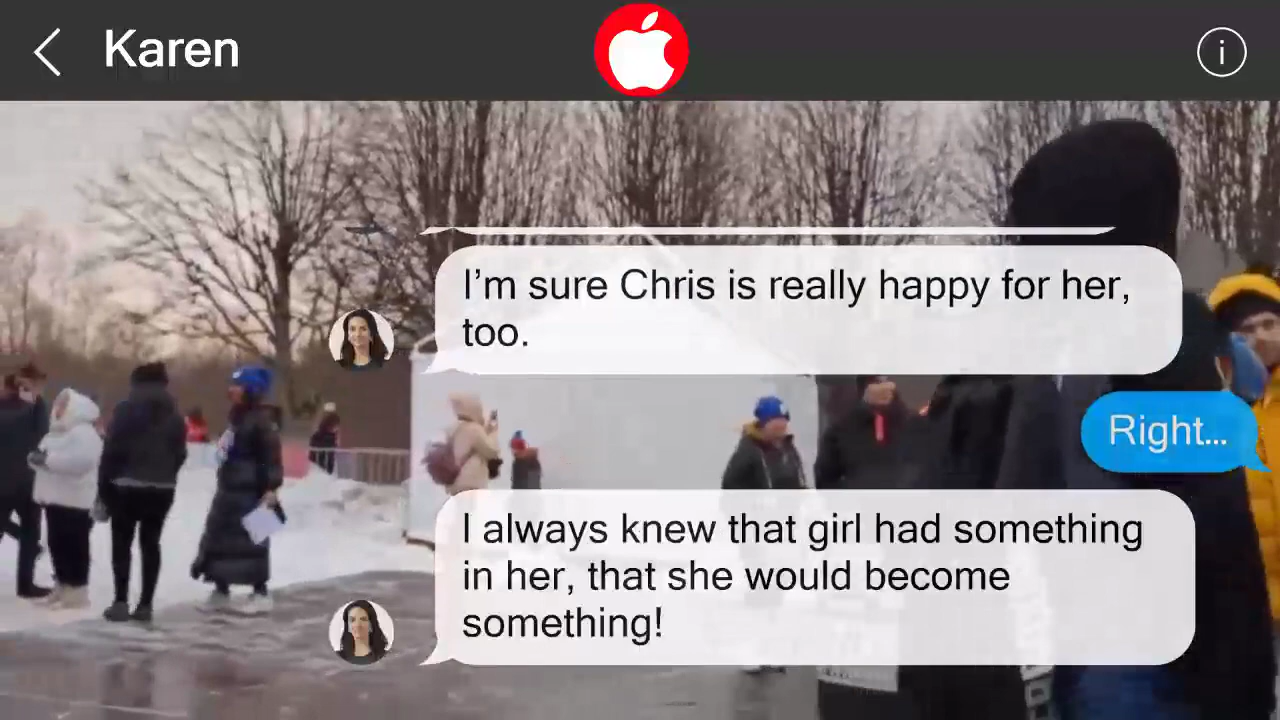 Karen
i
I’m sure Chris is really happy for her,
too.
Right...
I always knew that girl had something
in her, that she would become
something!